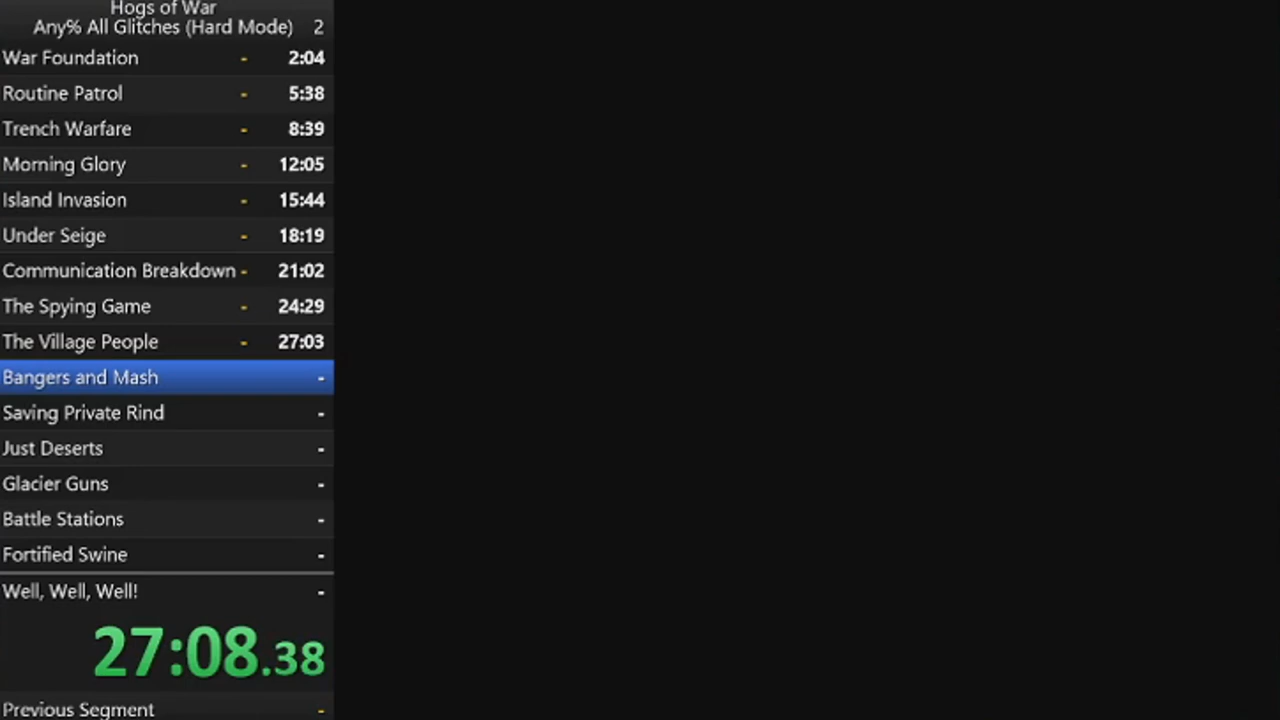 Hogs of War
Any% All Glitches (Hard Mode) 2
War Foundation - 2:04
Routine Patrol - 5:38
Trench Warfare - 8:39
Morning Glory - 12:05
Island Invasion - 15:44
Under Seige - 18:19
Communication Breakdown - 21:02
The Spying Game - 24:29
The Village People - 27:03
Bangers and Mash -
Saving Private Rind -
Just Deserts -
Glacier Guns -
Battle Stations -
Fortified Swine -
Well, Well, Well! -
27:08.38
Previous Segment -